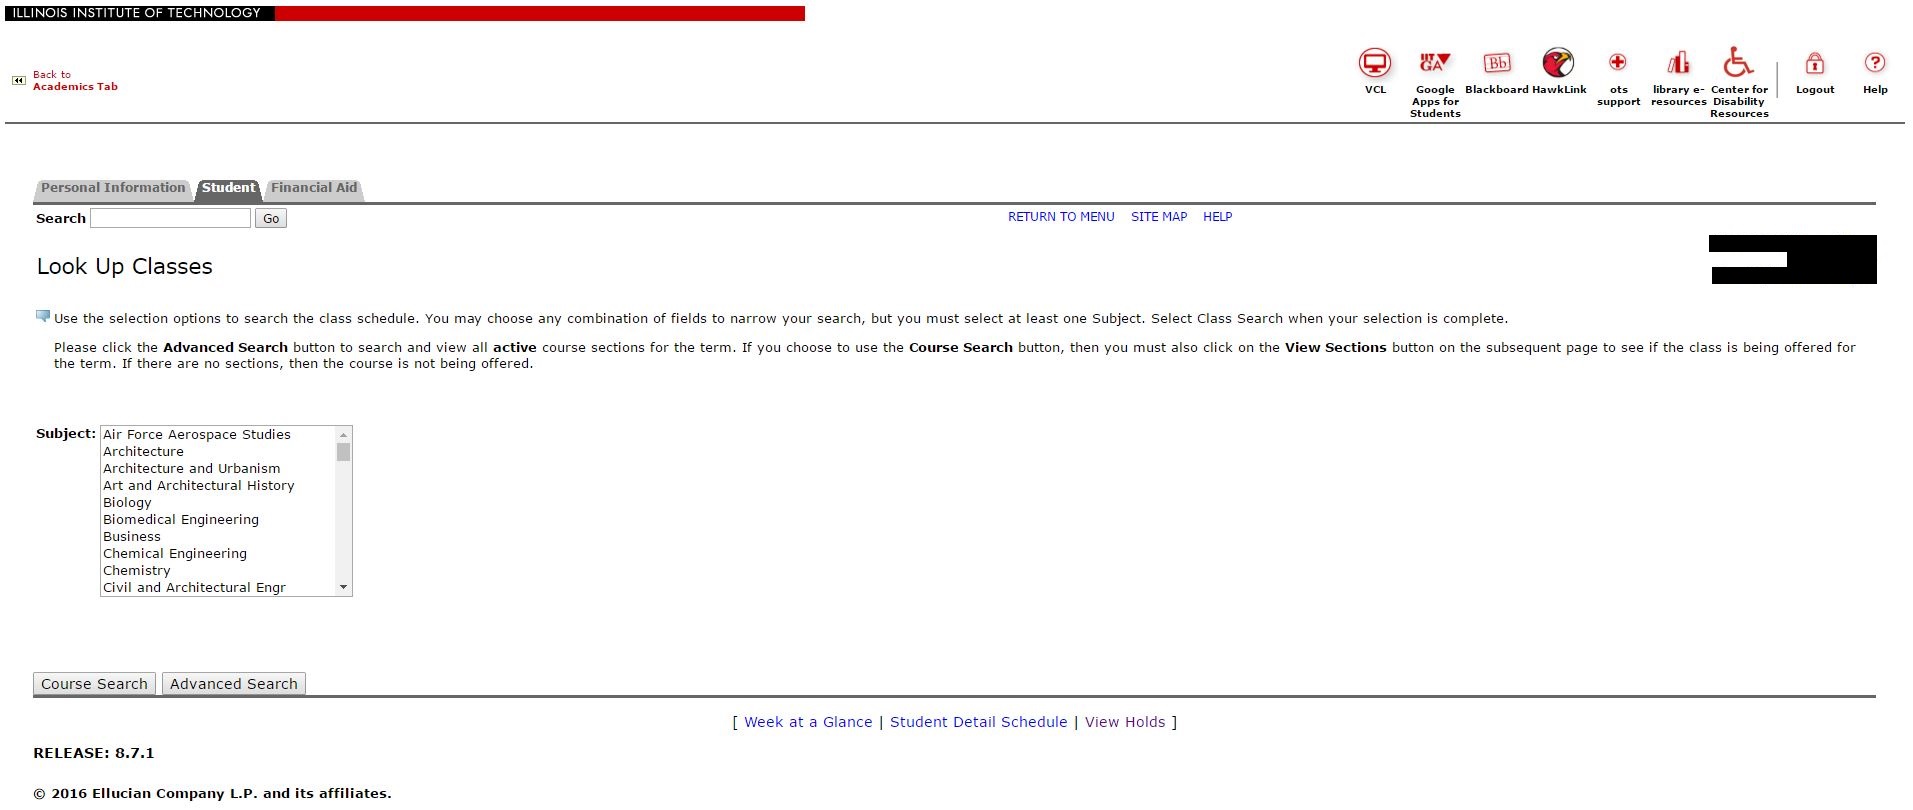 ILLINOIS INSTITUTE OF TECHNOLOGY
Back to
Academics Tab
VCL
Google Apps for Students
Bb
Blackboard
HawkLink
ots support
library e-resources
Center for Disability Resources
Logout
Help
Personal Information Student Financial Aid
Search Go
RETURN TO MENU SITE MAP HELP
Look Up Classes
Use the selection options to search the class schedule. You may choose any combination of fields to narrow your search, but you must select at least one Subject. Select Class Search when your selection is complete.
Please click the Advanced Search button to search and view all active course sections for the term. If you choose to use the Course Search button, then you must also click on the View Sections button on the subsequent page to see if the class is being offered for
the term. If there are no sections, then the course is not being offered.
Subject: Air Force Aerospace Studies
Architecture
Architecture and Urbanism
Art and Architectural History
Biology
Biomedical Engineering
Business
Chemical Engineering
Chemistry
Civil and Architectural Engr
Course Search Advanced Search
[ Week at a Glance | Student Detail Schedule | View Holds ]
RELEASE: 8.7.1
© 2016 Ellucian Company L.P. and its affiliates.